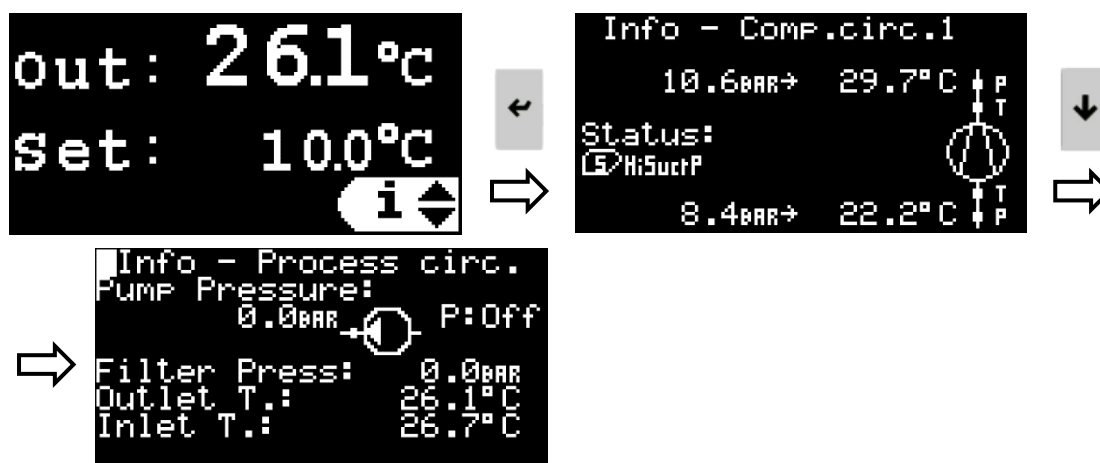 Out: 26.1°C
Set: 10.0°C
i
Info - Comp.circ.1
10.6BAR→ 29.7°C P
T
Status:
S HiSuctP
T
8.4BAR→ 22.2°C P
Info - Process circ.
Pump Pressure:
0.0BAR P:Off
Filter Press: 0.0BAR
Outlet T.: 26.1°C
Inlet T.: 26.7°C